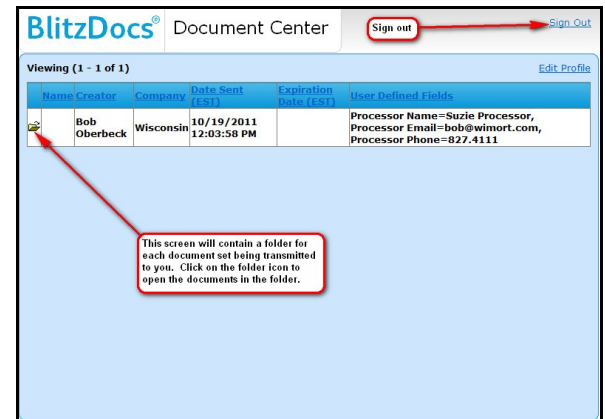 BlitzDocs® Document Center
Sign out
Sign Out
Viewing (1 - 1 of 1)
Edit Profile
Name Creator Company Date Sent (EST) Expiration Date (EST) User Defined Fields
Bob Oberbeck Wisconsin 10/19/2011 12:03:58 PM Processor Name=Suzie Processor,
Processor Email=bob@wimort.com,
Processor Phone=827.4111
This screen will contain a folder for
each document set being transmitted
to you. Click on the folder icon to
open the documents in the folder.